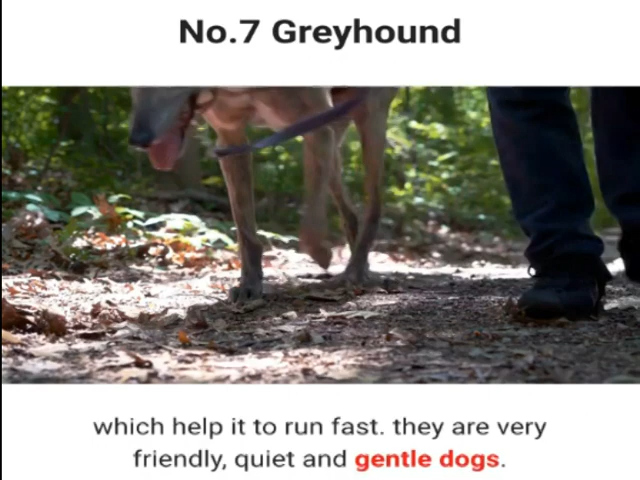 No.7 Greyhound
which help it to run fast. they are very
friendly, quiet and gentle dogs.